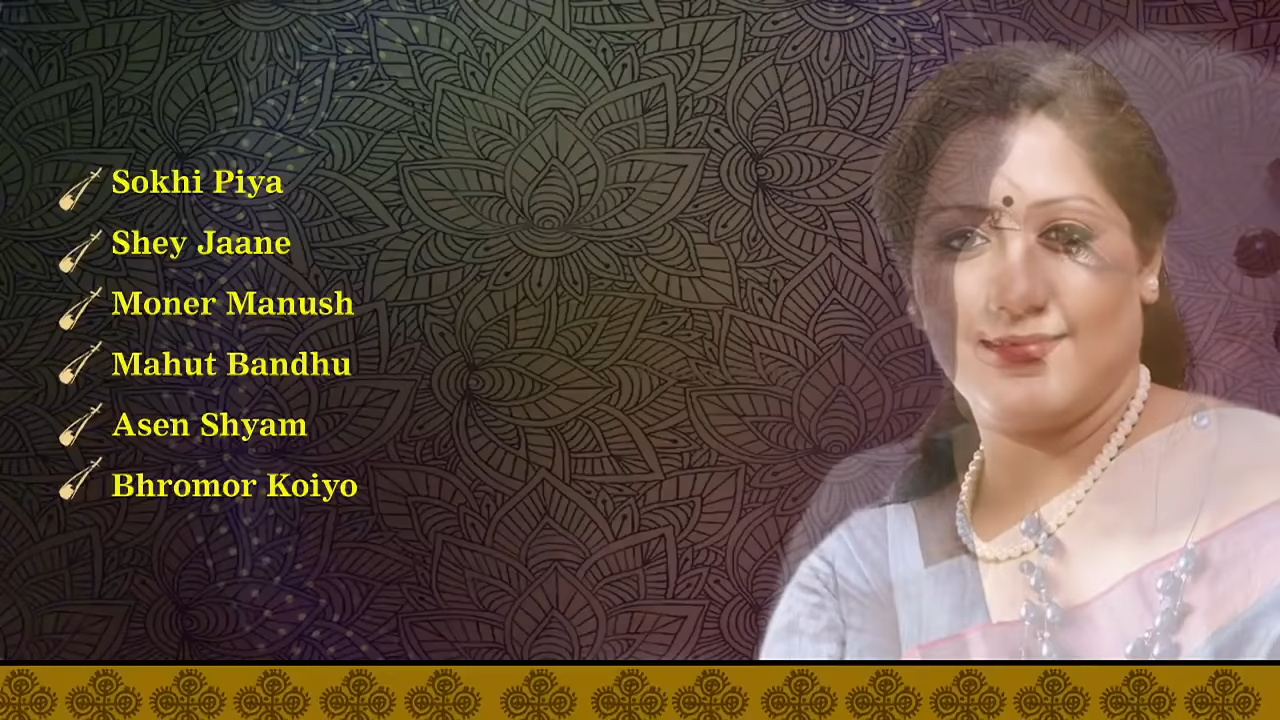 Sokhi Piya
Shey Jaane
Moner Manush
Mahut Bandhu
Asen Shyam
Bhromor Koiyo